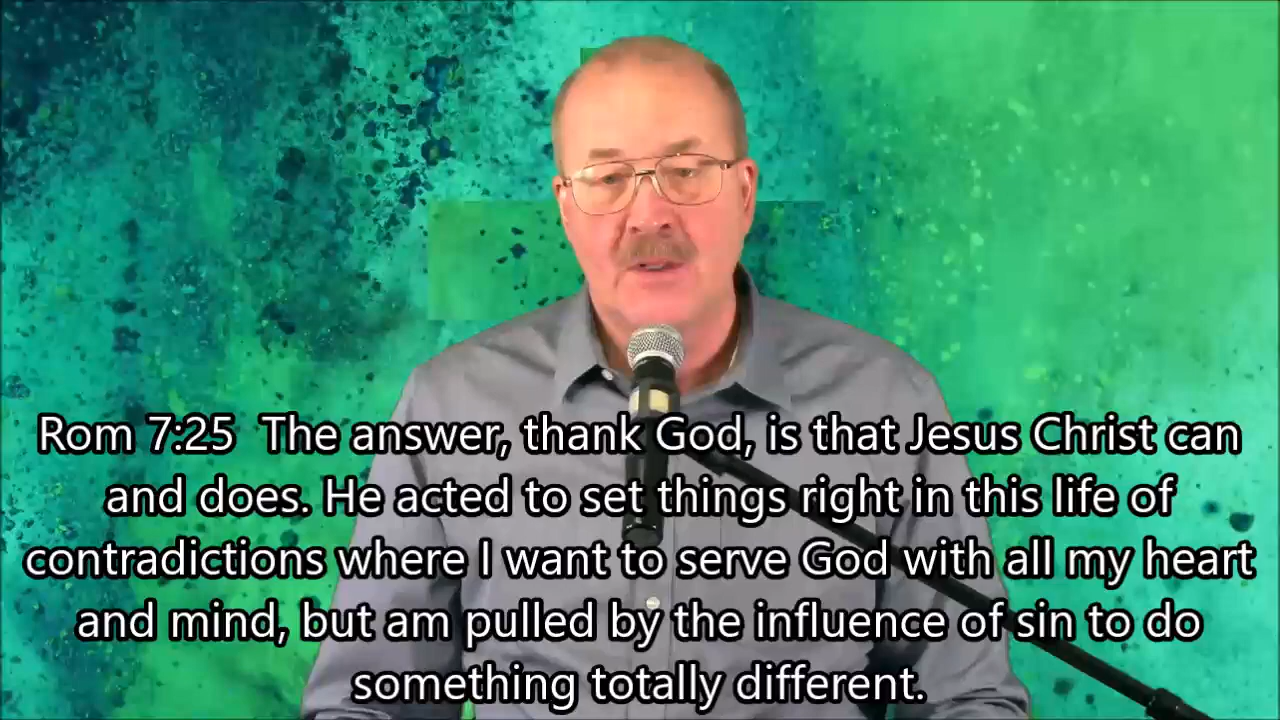 Rom 7:25  The answer, thank God, is that Jesus Christ can
and does. He acted to set things right in this life of
contradictions where I want to serve God with all my heart
and mind, but am pulled by the influence of sin to do
something totally different.